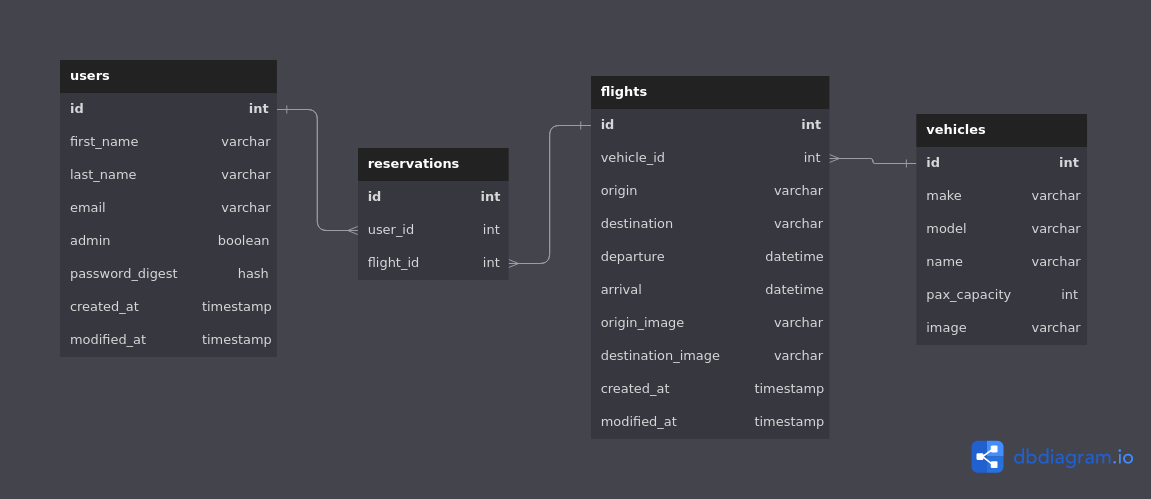 users
id int
first_name varchar
last_name varchar
email varchar
admin boolean
password_digest hash
created_at timestamp
modified_at timestamp
reservations
id int
user_id int
flight_id int
flights
id int
vehicle_id int
origin varchar
destination varchar
departure datetime
arrival datetime
origin_image varchar
destination_image varchar
created_at timestamp
modified_at timestamp
vehicles
id int
make varchar
model varchar
name varchar
pax_capacity int
image varchar
dbdiagram.io